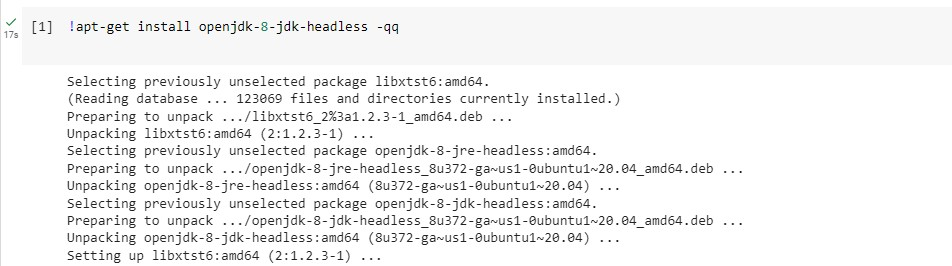 [1] !apt-get install openjdk-8-jdk-headless -qq
17s
Selecting previously unselected package libxtst6:amd64.
(Reading database ... 123069 files and directories currently installed.)
Preparing to unpack .../libxtst6_2%3a1.2.3-1_amd64.deb ...
Unpacking libxtst6:amd64 (2:1.2.3-1) ...
Selecting previously unselected package openjdk-8-jre-headless:amd64.
Preparing to unpack .../openjdk-8-jre-headless_8u372-ga~us1-0ubuntu1~20.04_amd64.deb ...
Unpacking openjdk-8-jre-headless:amd64 (8u372-ga~us1-0ubuntu1~20.04) ...
Selecting previously unselected package openjdk-8-jdk-headless:amd64.
Preparing to unpack .../openjdk-8-jdk-headless_8u372-ga~us1-0ubuntu1~20.04_amd64.deb ...
Unpacking openjdk-8-jdk-headless:amd64 (8u372-ga~us1-0ubuntu1~20.04) ...
Setting up libxtst6:amd64 (2:1.2.3-1) ...